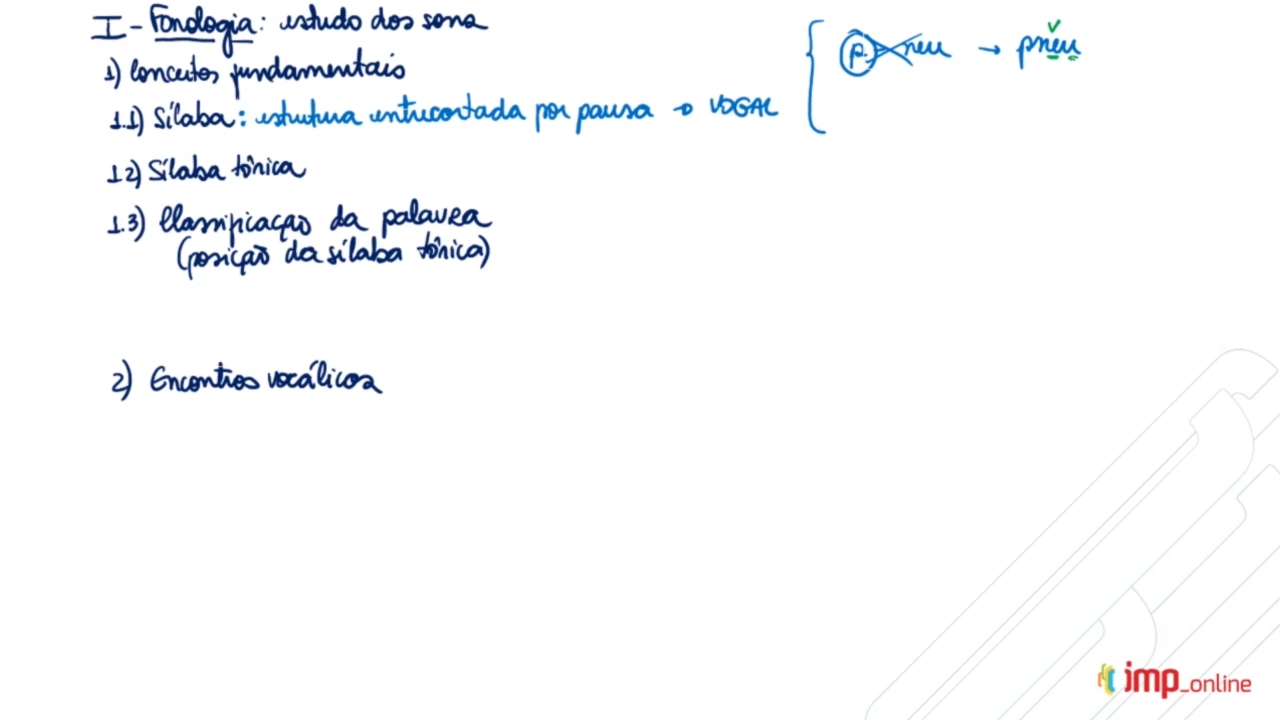 I - Fonologia: estudo dos sons
1) Conceitos fundamentais
1.1) Sílaba: estrutura entrecortada por pausa → VOGAL
p. neu → pneu
v
1.2) Sílaba tônica
1.3) Classificação da palavra
(posição da sílaba tônica)
2) Encontros vocálicos
imp_online